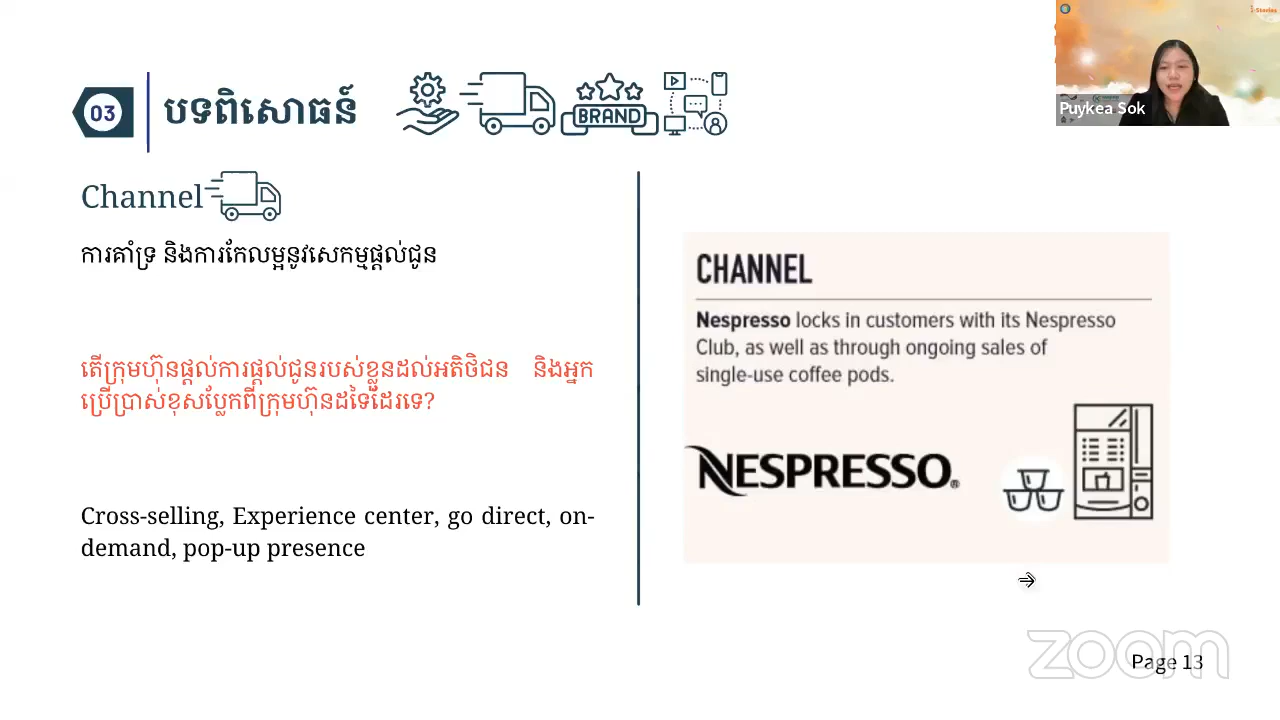 03
បទពិសោធន៍
BRAND
i-Stories
Puykea Sok
Channel
ការគាំទ្រ និងការកែលម្អនូវសេកម្មផ្តល់ជូន
តើក្រុមហ៊ុនផ្តល់ការផ្តល់ជូនរបស់ខ្លួនដល់អតិថិជន និងអ្នក
ប្រើប្រាស់ខុសប្លែកពីក្រុមហ៊ុនដទៃដែរទេ?
Cross-selling, Experience center, go direct, on-
demand, pop-up presence
CHANNEL
Nespresso locks in customers with its Nespresso
Club, as well as through ongoing sales of
single-use coffee pods.
NESPRESSO®
zoom
Page 13